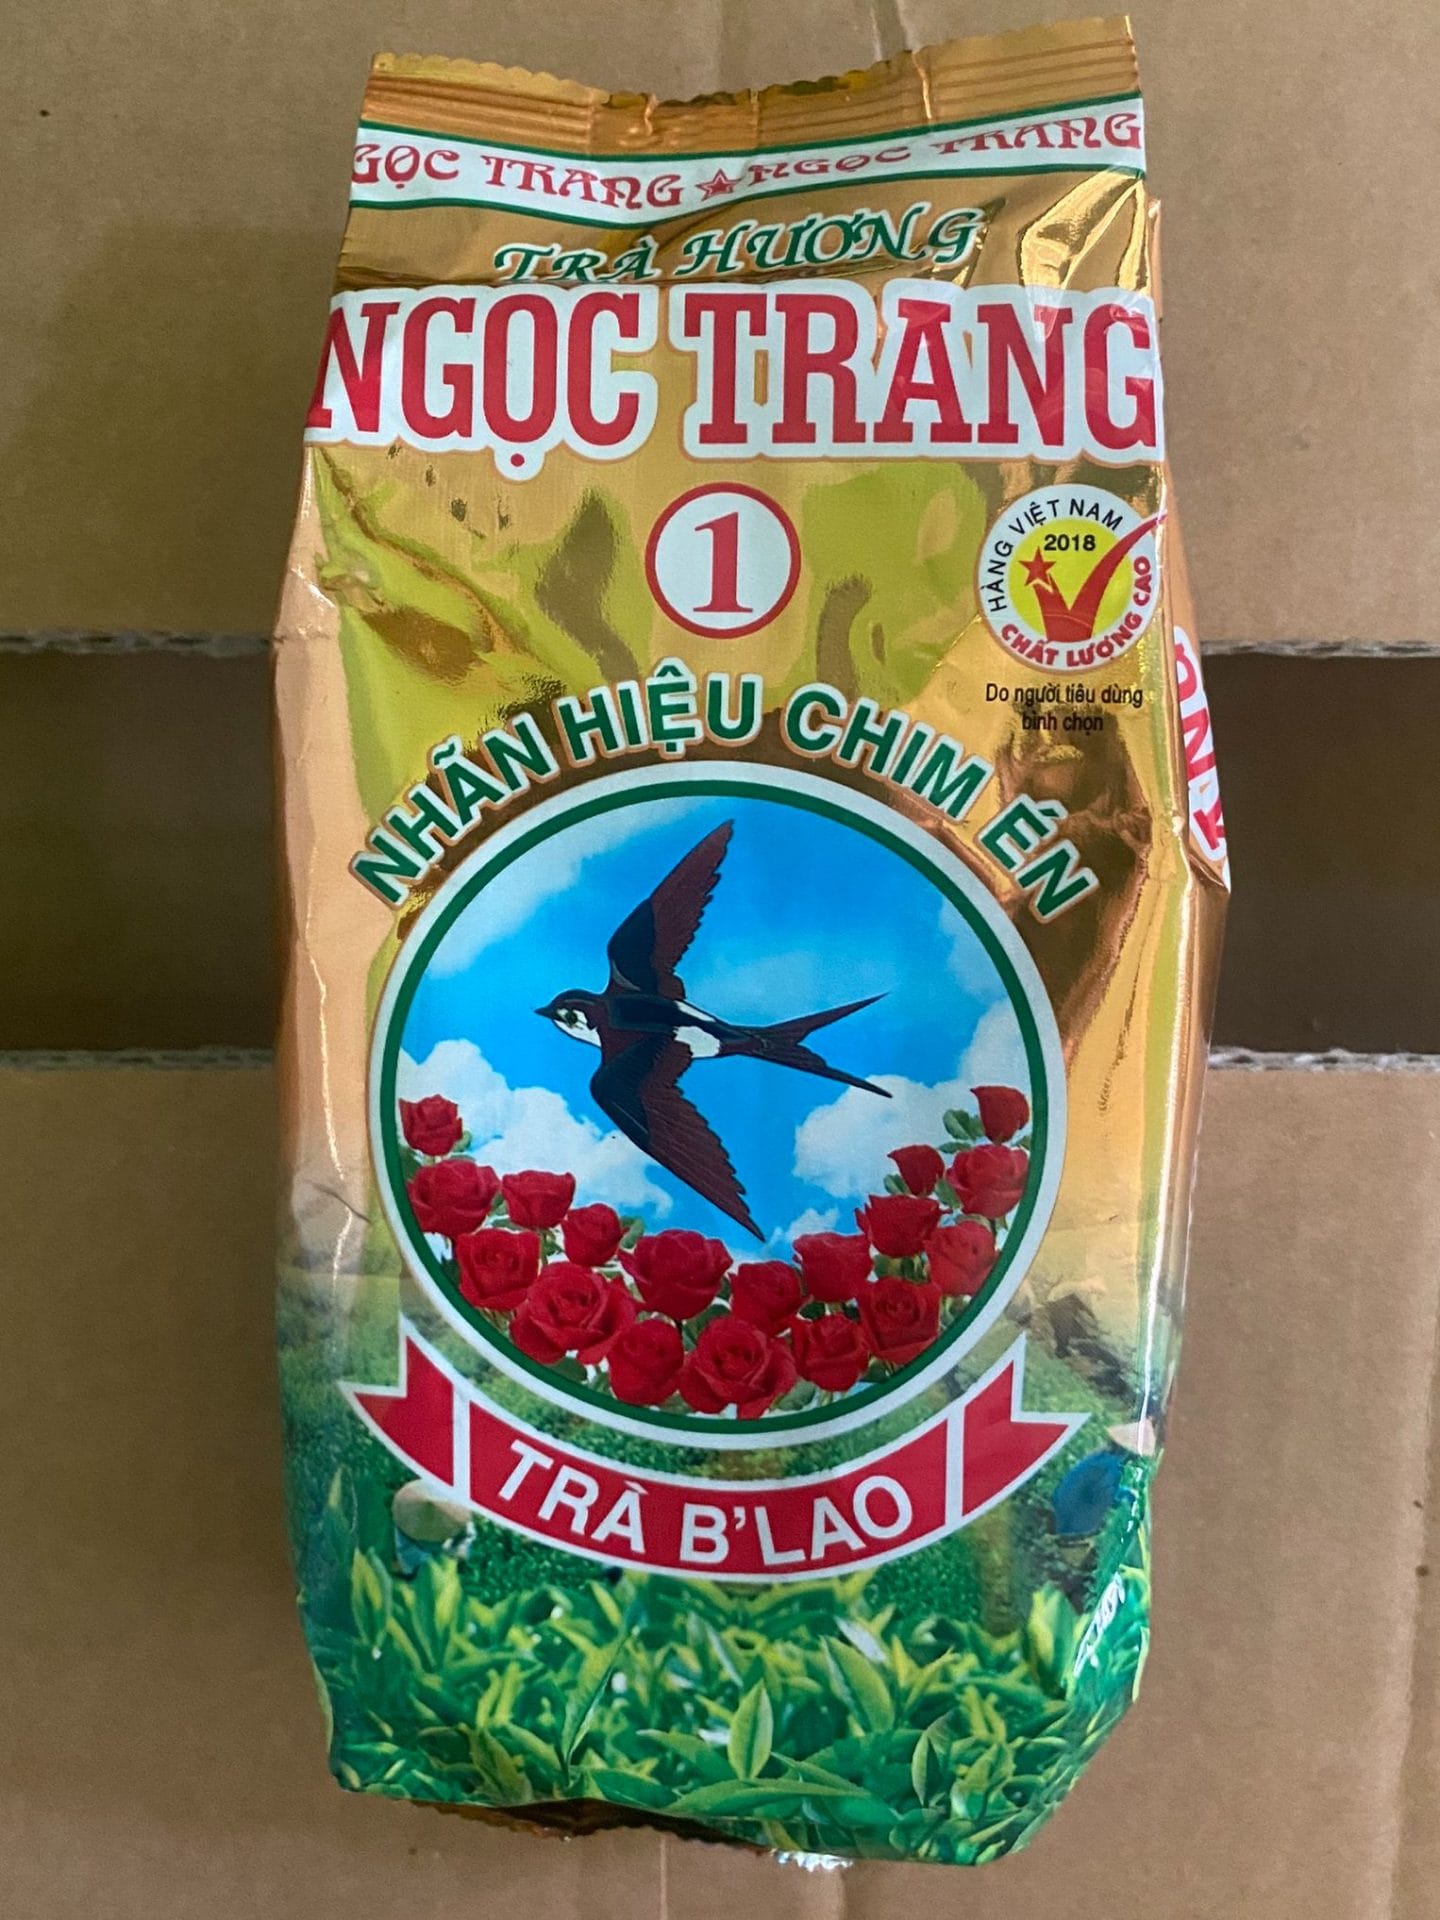 GỌC TRANG ★ NGỌC TRANG
TRÀ HƯƠNG
NGỌC TRANG
1
HÀNG VIỆT NAM
2018
CHẤT LƯỢNG CAO
Do người tiêu dùng
bình chọn
NHÃN HIỆU CHIM ÉN
TRÀ B'LAO